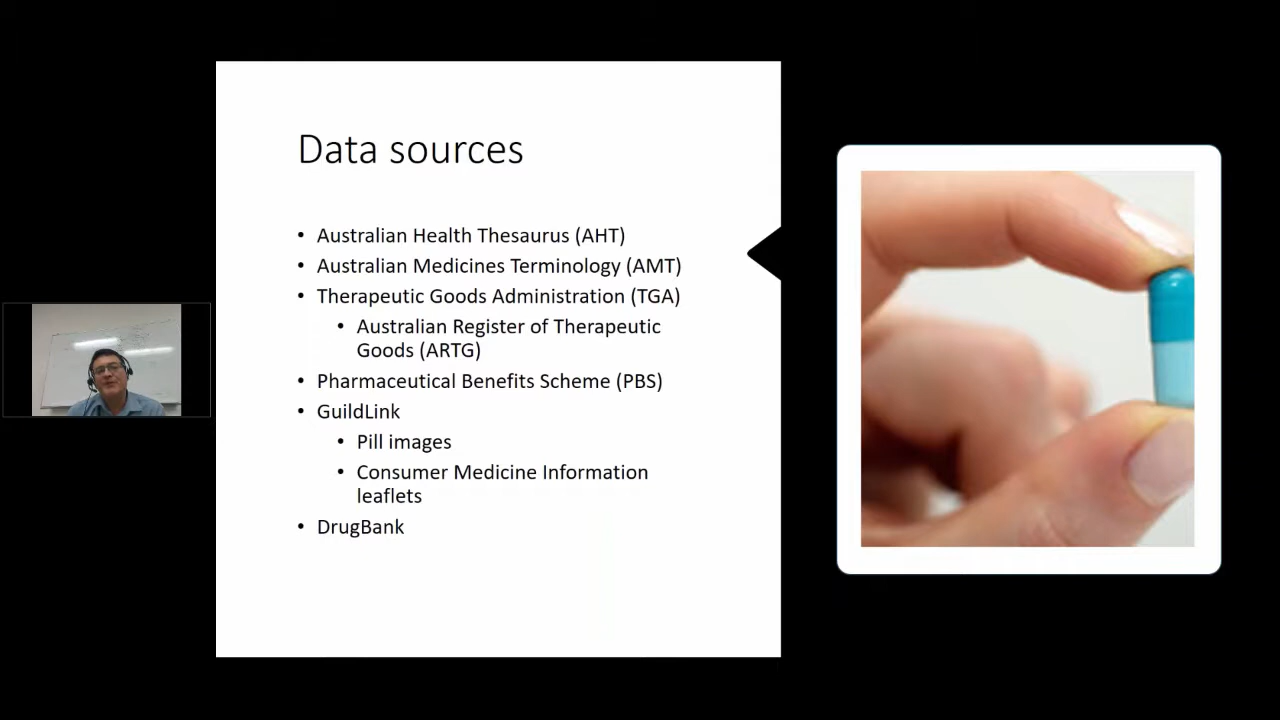 Data sources
• Australian Health Thesaurus (AHT)
• Australian Medicines Terminology (AMT)
• Therapeutic Goods Administration (TGA)
• Australian Register of Therapeutic
Goods (ARTG)
• Pharmaceutical Benefits Scheme (PBS)
• GuildLink
• Pill images
• Consumer Medicine Information
leaflets
• DrugBank